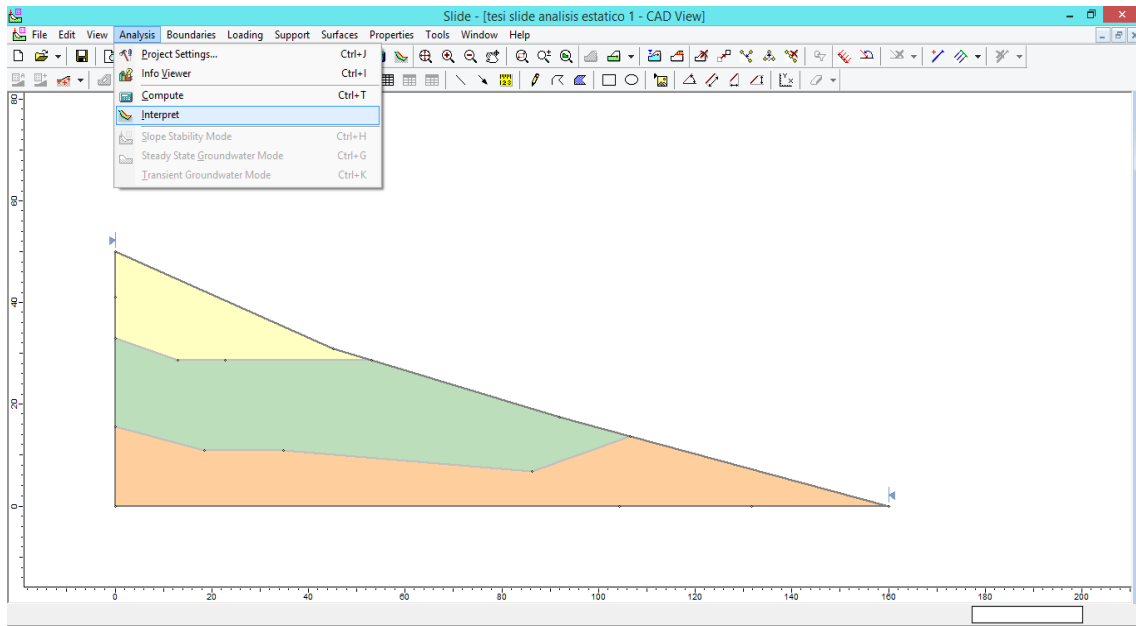 Slide - [tesi slide analisis estatico 1 - CAD View]
File Edit View Analysis Boundaries Loading Support Surfaces Properties Tools Window Help
Project Settings... Ctrl+J
Info Viewer Ctrl+I
Compute Ctrl+T
Interpret
Slope Stability Mode Ctrl+H
Steady State Groundwater Mode Ctrl+G
Transient Groundwater Mode Ctrl+K
80
60
40
20
0
0 20 40 60 80 100 120 140 160 180 200